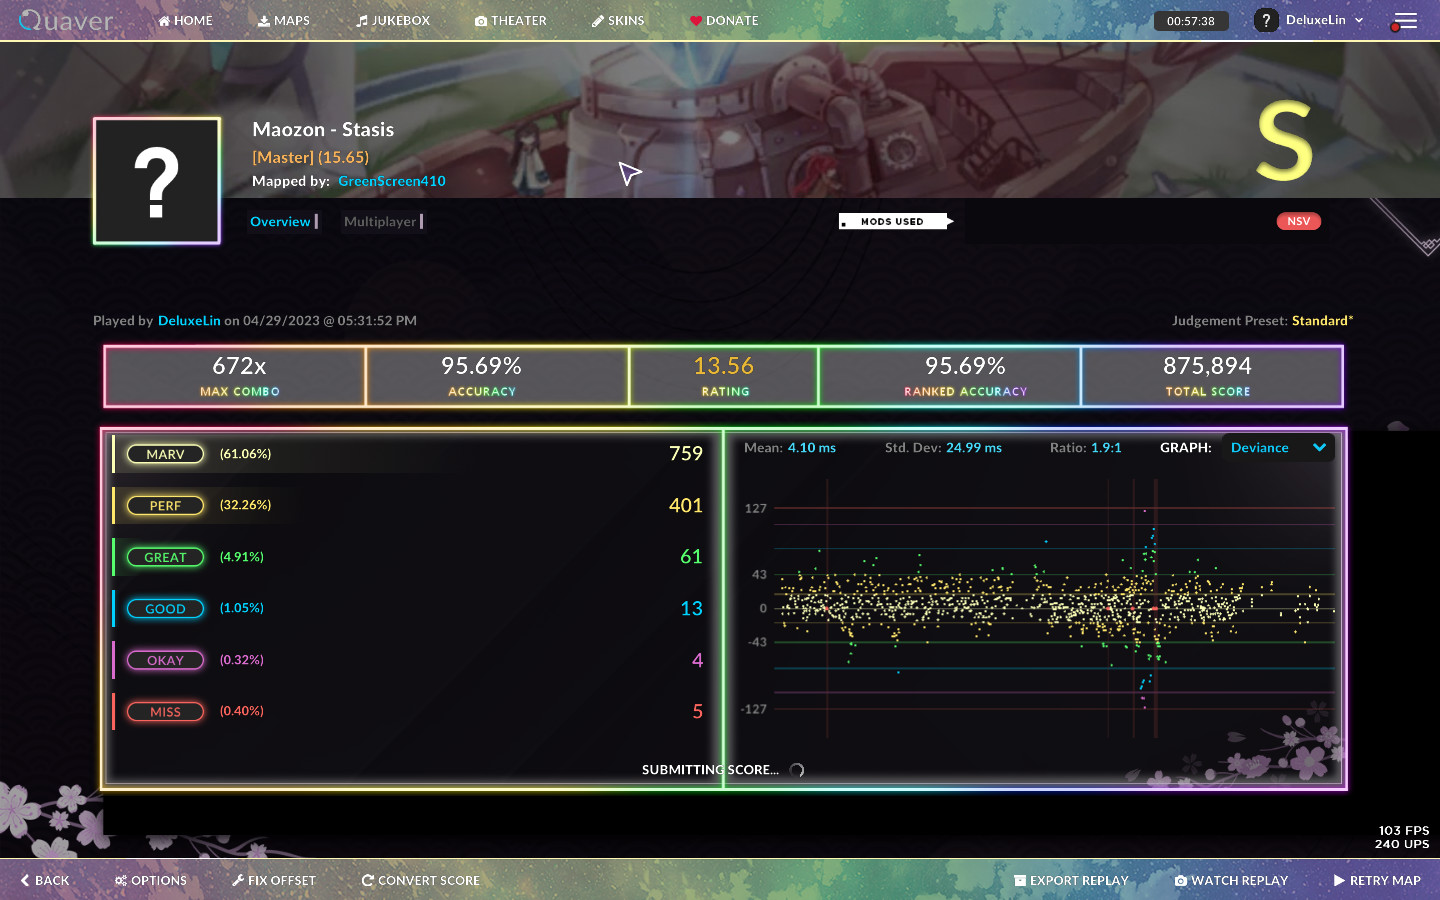 Quaver HOME MAPS JUKEBOX THEATER SKINS DONATE 00:57:38 ? DeluxeLin
S
?
Maozon - Stasis
[Master] (15.65)
Mapped by: GreenScreen410
Overview Multiplayer MODS USED NSV
Played by DeluxeLin on 04/29/2023 @ 05:31:52 PM Judgement Preset: Standard*
672x 95.69% 13.56 95.69% 875,894
MAX COMBO ACCURACY RATING RANKED ACCURACY TOTAL SCORE
MARV (61.06%) 759
PERF (32.26%) 401
GREAT (4.91%) 61
GOOD (1.05%) 13
OKAY (0.32%) 4
MISS (0.40%) 5
Mean: 4.10 ms Std. Dev: 24.99 ms Ratio: 1.9:1 GRAPH: Deviance
127
43
0
-43
-127
SUBMITTING SCORE...
103 FPS
240 UPS
BACK OPTIONS FIX OFFSET CONVERT SCORE EXPORT REPLAY WATCH REPLAY RETRY MAP